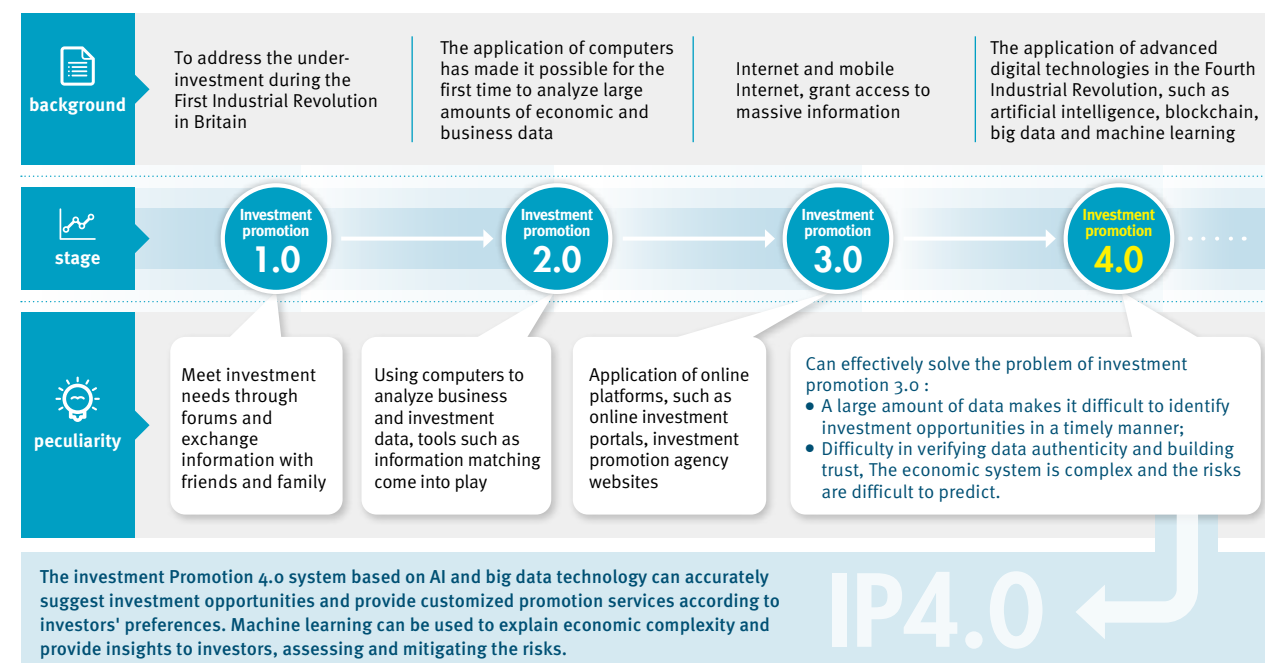 background
To address the under-
investment during the
First Industrial Revolution
in Britain
The application of computers
has made it possible for the
first time to analyze large
amounts of economic and
business data
Internet and mobile
Internet, grant access to
massive information
The application of advanced
digital technologies in the Fourth
Industrial Revolution, such as
artificial intelligence, blockchain,
big data and machine learning
stage
Investment
promotion
1.0
Investment
promotion
2.0
Investment
promotion
3.0
Investment
promotion
4.0
peculiarity
Meet investment
needs through
forums and
exchange
information with
friends and family
Using computers to
analyze business
and investment
data, tools such as
information matching
come into play
Application of online
platforms, such as
online investment
portals, investment
promotion agency
websites
Can effectively solve the problem of investment
promotion 3.0 :
• A large amount of data makes it difficult to identify
investment opportunities in a timely manner;
• Difficulty in verifying data authenticity and building
trust, The economic system is complex and the risks
are difficult to predict.
The investment Promotion 4.0 system based on AI and big data technology can accurately
suggest investment opportunities and provide customized promotion services according to
investors' preferences. Machine learning can be used to explain economic complexity and
provide insights to investors, assessing and mitigating the risks.
IP4.0